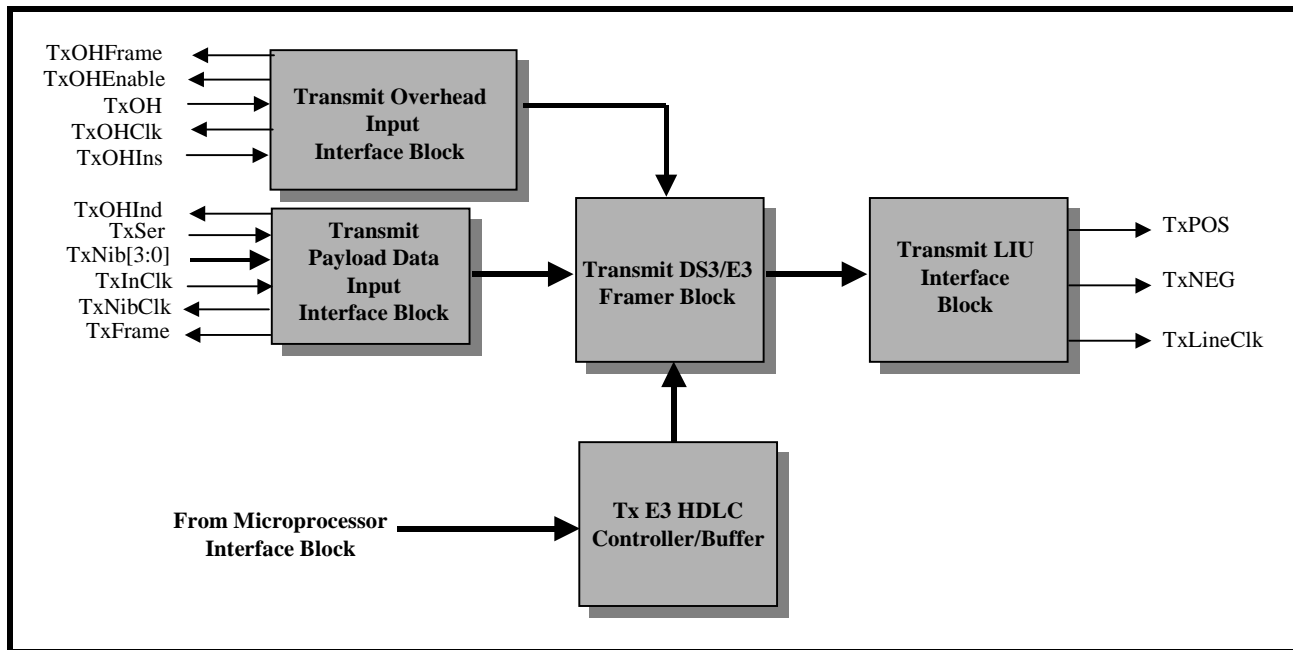 TxOHFrame
TxOHEnable
TxOH
TxOHClk
TxOHIns
Transmit Overhead
Input
Interface Block
TxOHInd
TxSer
TxNib[3:0]
TxInClk
TxNibClk
TxFrame
Transmit
Payload Data
Input
Interface Block
Transmit DS3/E3
Framer Block
Transmit LIU
Interface
Block
TxPOS
TxNEG
TxLineClk
From Microprocessor
Interface Block
Tx E3 HDLC
Controller/Buffer